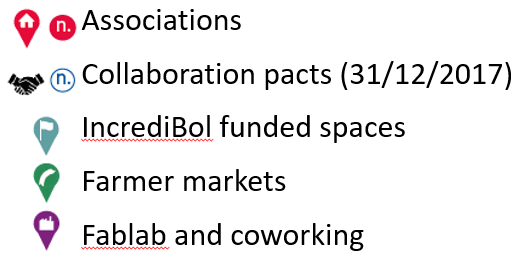 n. Associations
n. Collaboration pacts (31/12/2017)
IncrediBol funded spaces
Farmer markets
Fablab and coworking